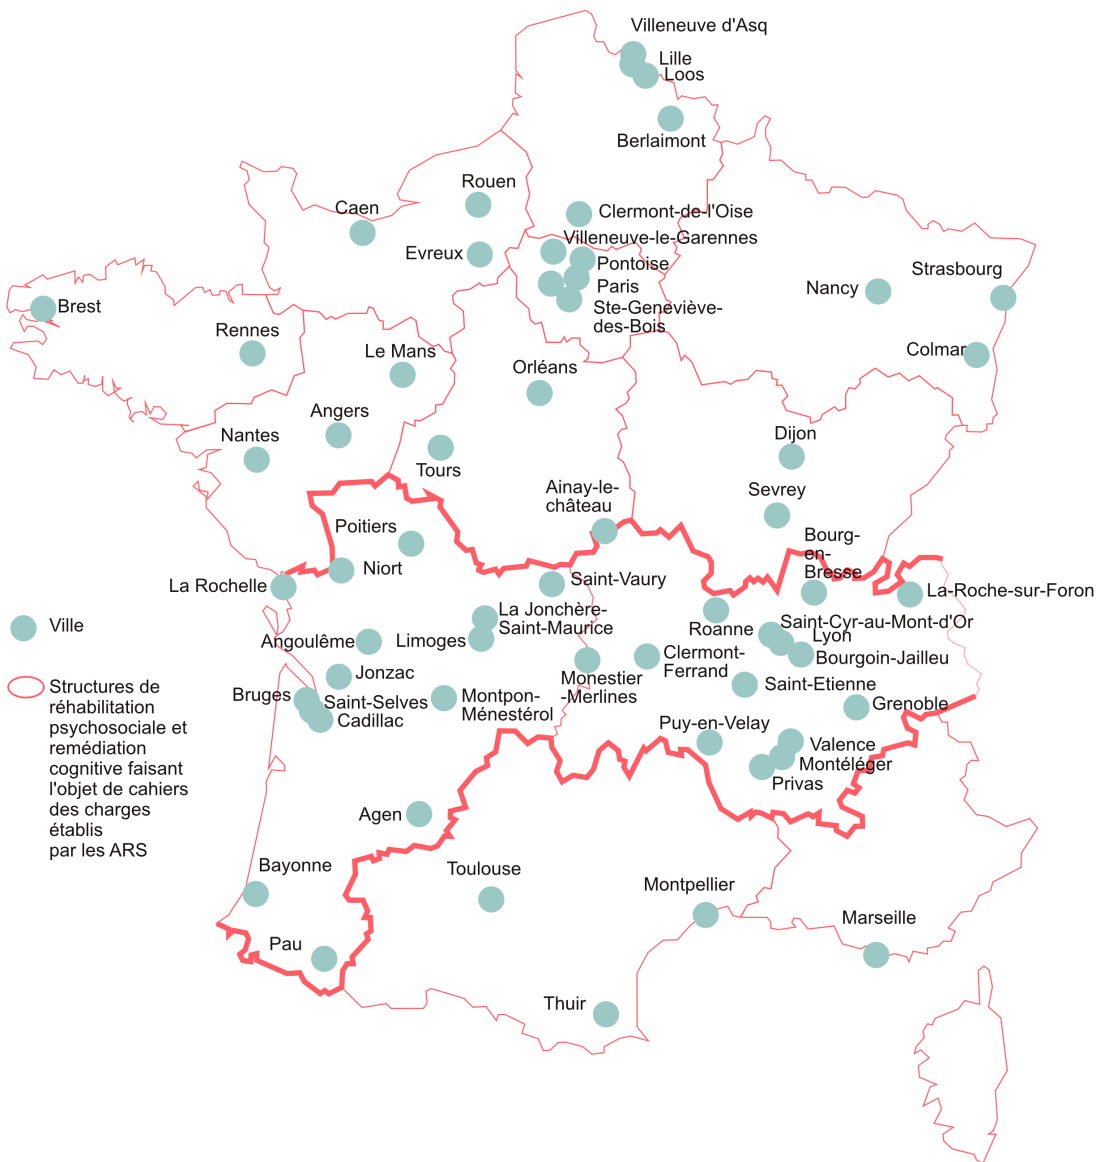 Villeneuve d'Asq
Lille
Loos
Berlaimont
Rouen
Caen
Clermont-de-l'Oise
Villeneuve-le-Garennes
Evreux
Pontoise
Strasbourg
Paris
Nancy
Brest
Ste-Geneviève-
des-Bois
Rennes
Le Mans
Colmar
Orléans
Angers
Nantes
Dijon
Tours
Sevrey
Ainay-le-
château
Poitiers
Bourg-
en-
Bresse
Niort
La Rochelle
Saint-Vaury
La-Roche-sur-Foron
La Jonchère-
Saint-Maurice
Roanne
Saint-Cyr-au-Mont-d'Or
Lyon
Ville
Angoulême
Limoges
Clermont-
Ferrand
Bourgoin-Jailleu
Jonzac
Monestier
-Merlines
Saint-Etienne
Bruges
Saint-Selves
Cadillac
Montpon-
Ménestérol
Grenoble
Puy-en-Velay
Valence
Montéléger
Privas
Structures de
réhabilitation
psychosociale et
remédiation
cognitive faisant
l'objet de cahiers
des charges
établis
par les ARS
Agen
Bayonne
Toulouse
Montpellier
Marseille
Pau
Thuir